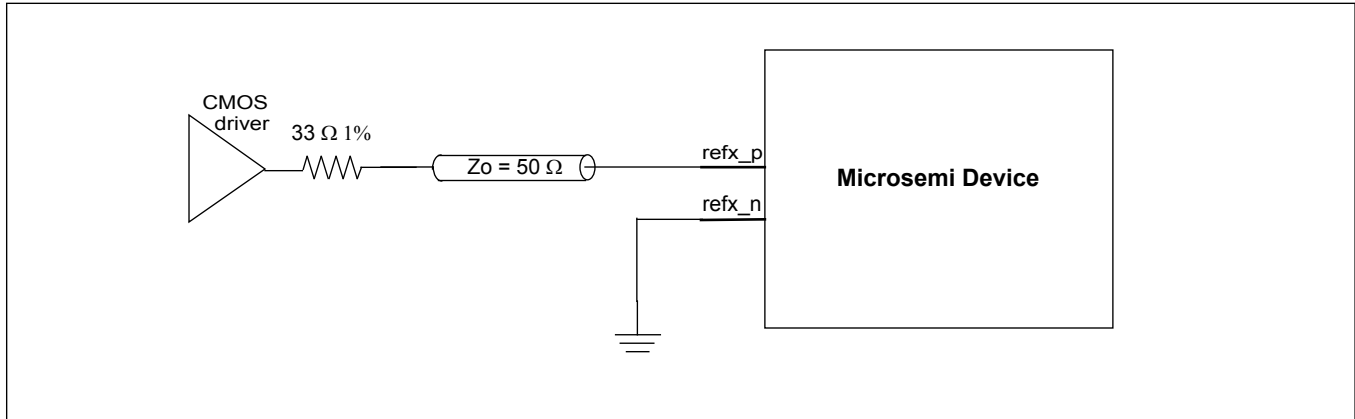 CMOS
driver
33 Ω 1%
Zo = 50 Ω
refx_p
refx_n
Microsemi Device